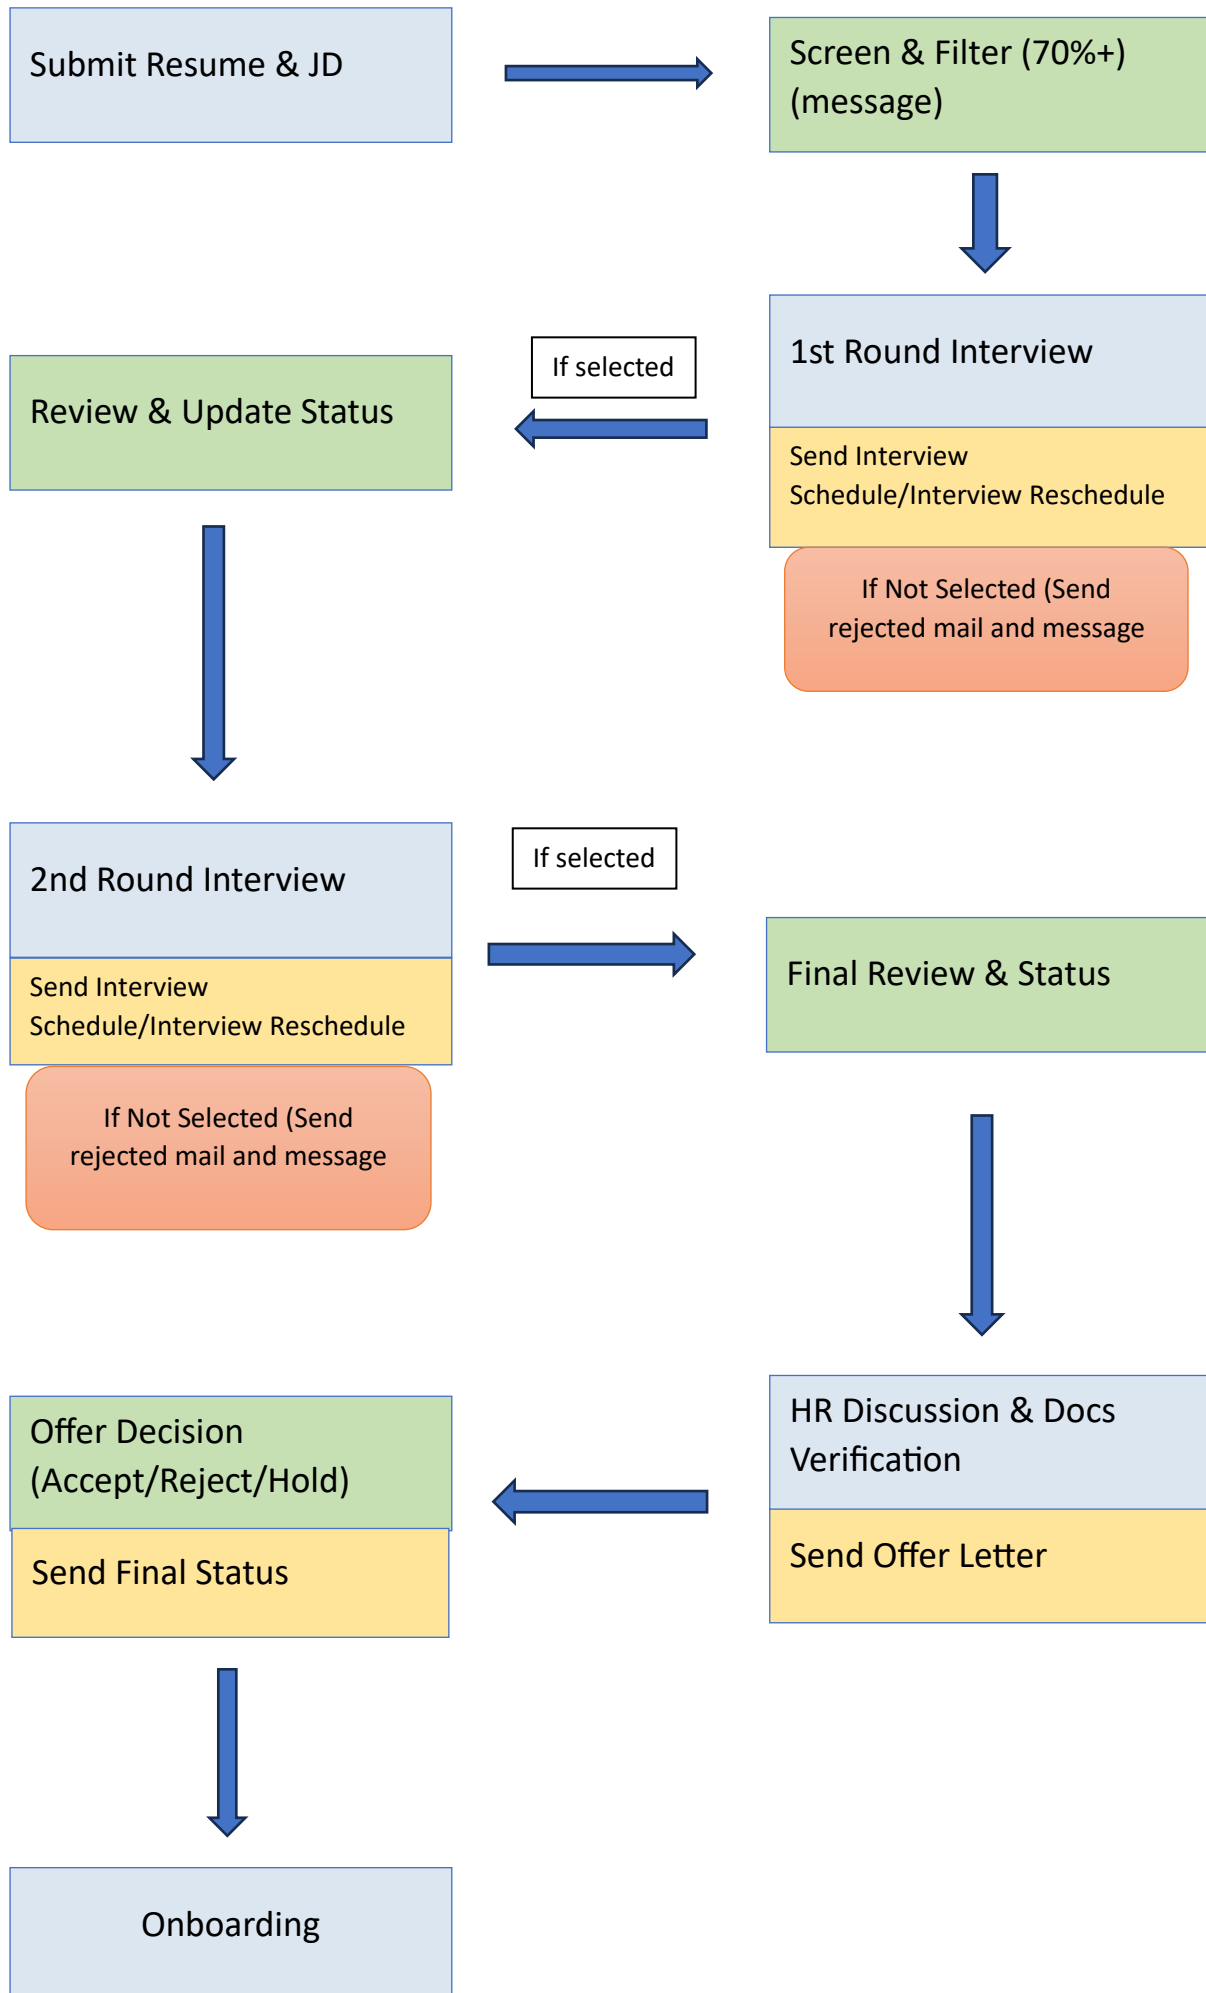 Submit Resume & JD
Screen & Filter (70%+)
(message)
1st Round Interview
Send Interview
Schedule/Interview Reschedule
If Not Selected (Send
rejected mail and message
If selected
Review & Update Status
2nd Round Interview
Send Interview
Schedule/Interview Reschedule
If Not Selected (Send
rejected mail and message
If selected
Final Review & Status
HR Discussion & Docs
Verification
Send Offer Letter
Offer Decision
(Accept/Reject/Hold)
Send Final Status
Onboarding